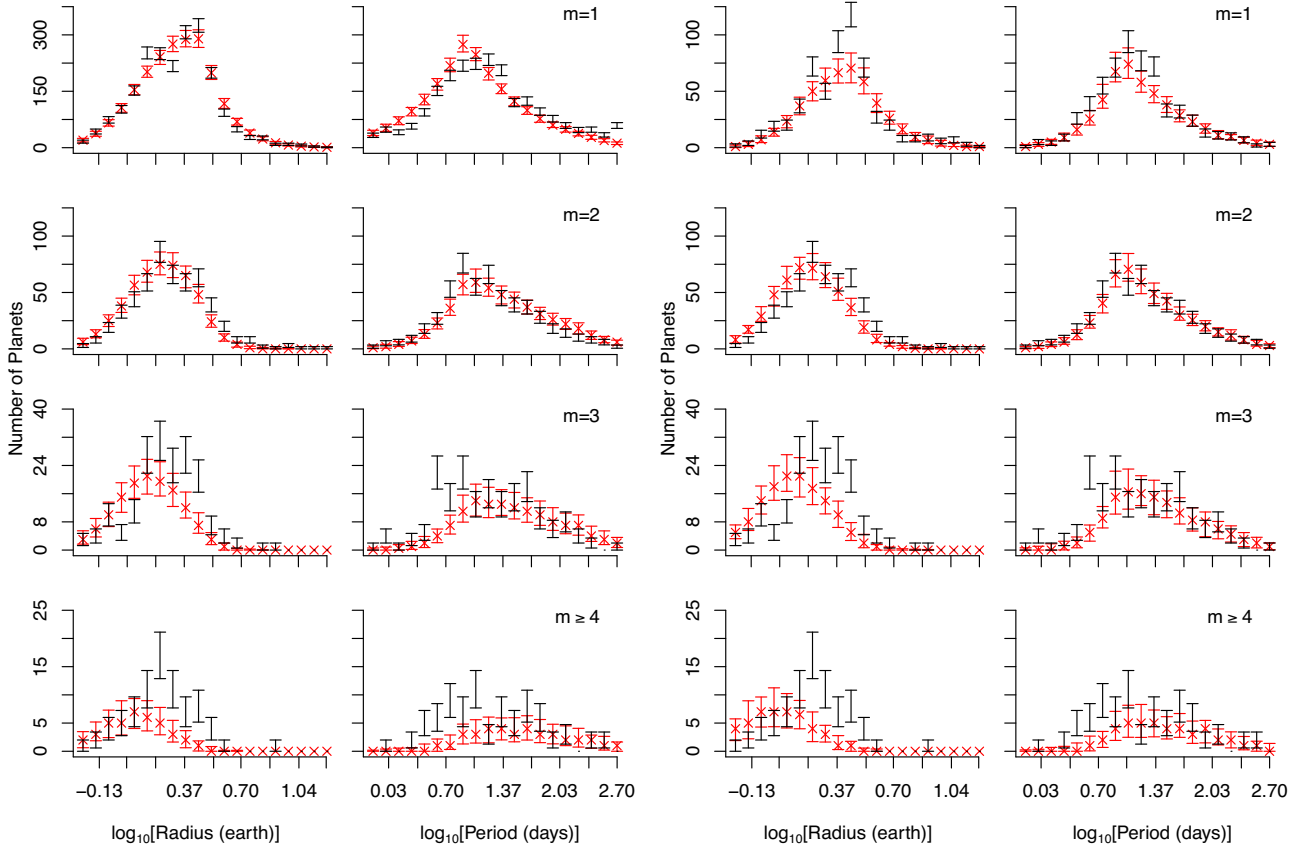 m=1
m=1
300
150
0
100
50
0
m=2
m=2
100
50
0
100
50
0
Number of Planets
Number of Planets
m=3
m=3
40
24
8
0
40
24
8
0
m ≥ 4
m ≥ 4
25
15
5
0
25
15
5
0
−0.13 0.37 0.70 1.04
0.03 0.70 1.37 2.03 2.70
−0.13 0.37 0.70 1.04
0.03 0.70 1.37 2.03 2.70
log₁₀[Radius (earth)]
log₁₀[Period (days)]
log₁₀[Radius (earth)]
log₁₀[Period (days)]